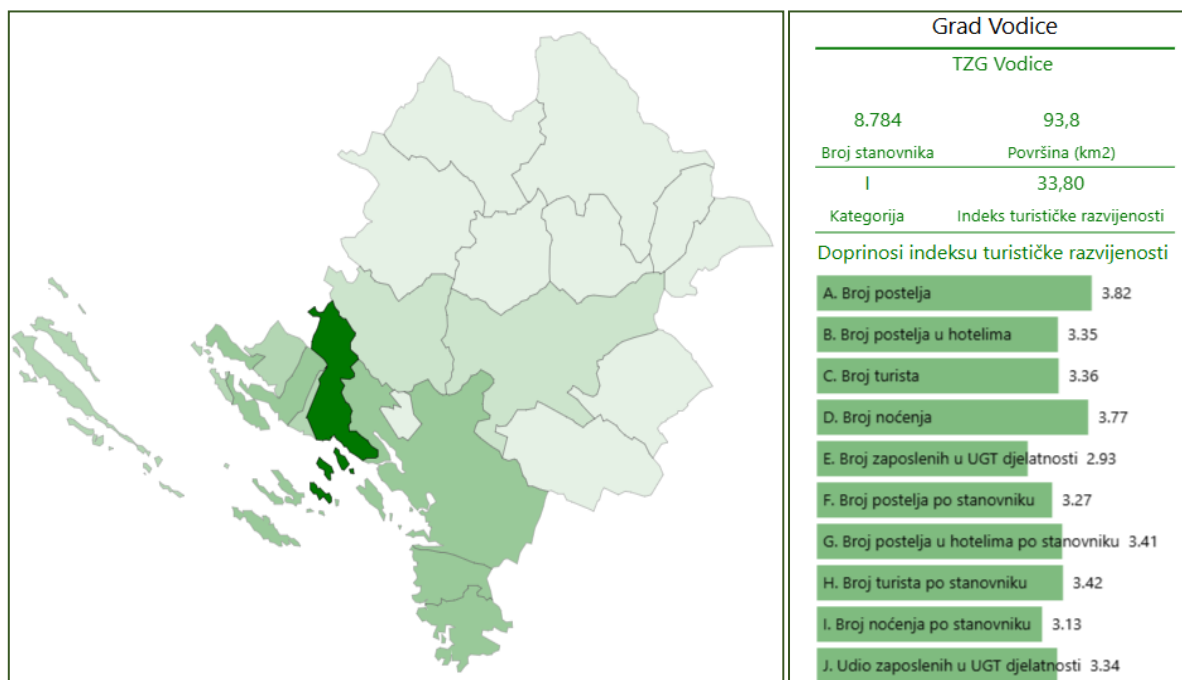 Grad Vodice
TZG Vodice
8.784 93,8
Broj stanovnika Površina (km2)
I 33,80
Kategorija Indeks turističke razvijenosti
Doprinosi indeksu turističke razvijenosti
A. Broj postelja 3.82
B. Broj postelja u hotelima 3.35
C. Broj turista 3.36
D. Broj noćenja 3.77
E. Broj zaposlenih u UGT djelatnosti 2.93
F. Broj postelja po stanovniku 3.27
G. Broj postelja u hotelima po stanovniku 3.41
H. Broj turista po stanovniku 3.42
I. Broj noćenja po stanovniku 3.13
J. Udio zaposlenih u UGT djelatnosti 3.34